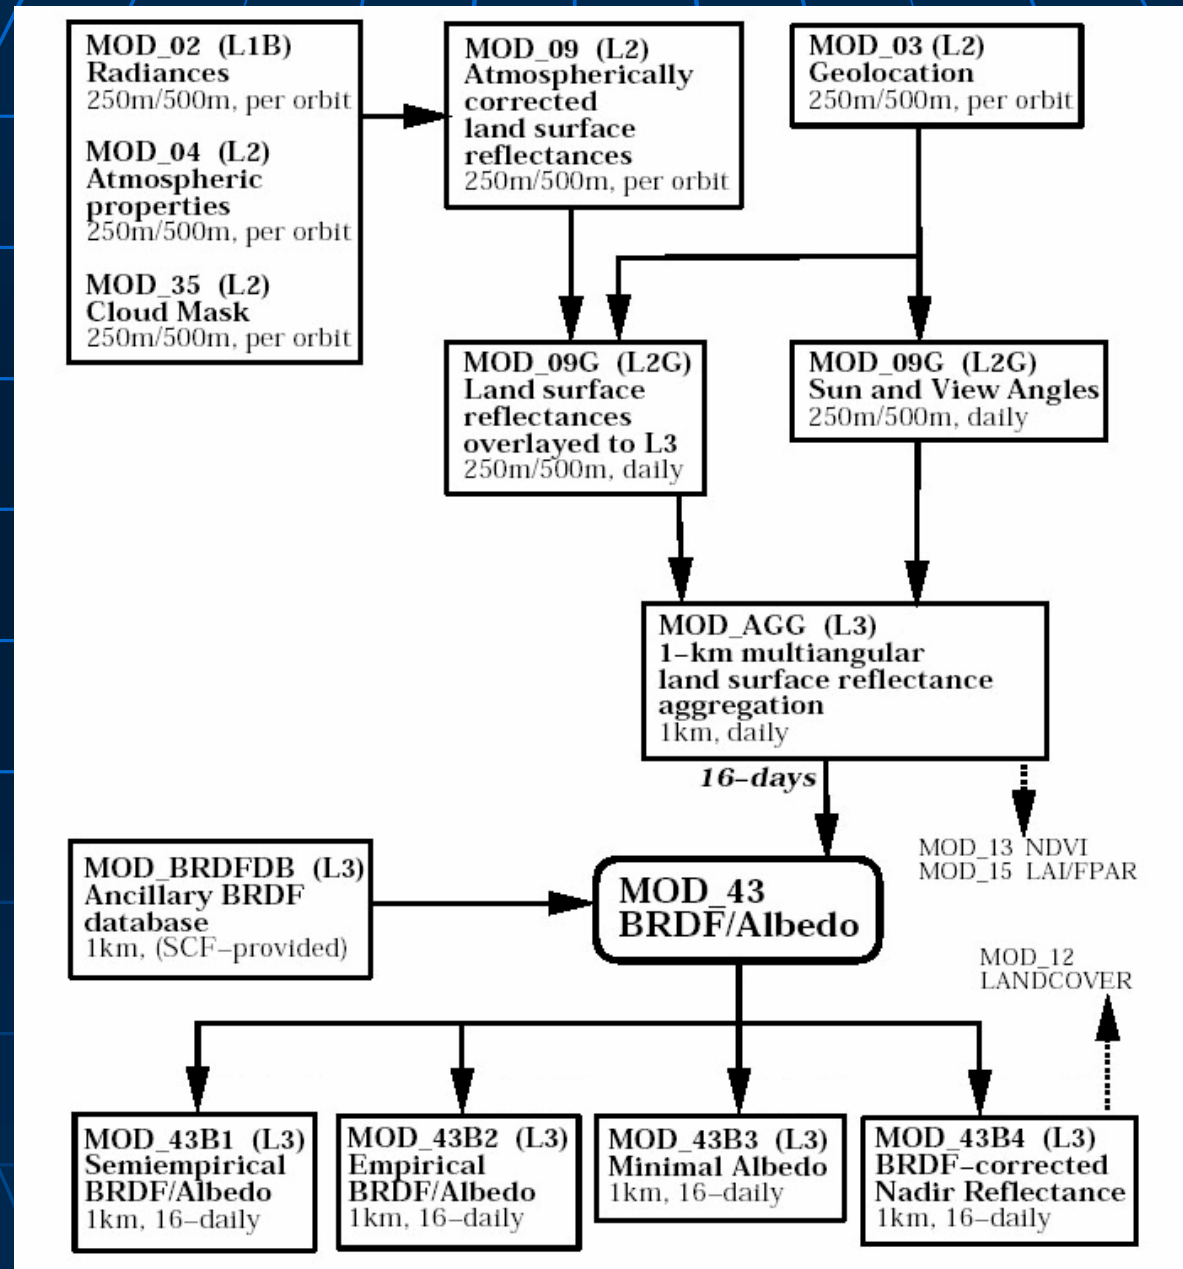 MOD_02 (L1B)
Radiances
250m/500m, per orbit
MOD_04 (L2)
Atmospheric
properties
250m/500m, per orbit
MOD_35 (L2)
Cloud Mask
250m/500m, per orbit
MOD_09 (L2)
Atmospherically
corrected
land surface
reflectances
250m/500m, per orbit
MOD_03 (L2)
Geolocation
250m/500m, per orbit
MOD_09G (L2G)
Land surface
reflectances
overlayed to L3
250m/500m, daily
MOD_09G (L2G)
Sun and View Angles
250m/500m, daily
MOD_AGG (L3)
1-km multiangular
land surface reflectance
aggregation
1km, daily
16-days
MOD_13 NDVI
MOD_15 LAI/FPAR
MOD_BRDFDB (L3)
Ancillary BRDF
database
1km, (SCF-provided)
MOD_43
BRDF/Albedo
MOD_12
LANDCOVER
MOD_43B1 (L3)
Semiempirical
BRDF/Albedo
1km, 16-daily
MOD_43B2 (L3)
Empirical
BRDF/Albedo
1km, 16-daily
MOD_43B3 (L3)
Minimal Albedo
1km, 16-daily
MOD_43B4 (L3)
BRDF-corrected
Nadir Reflectance
1km, 16-daily